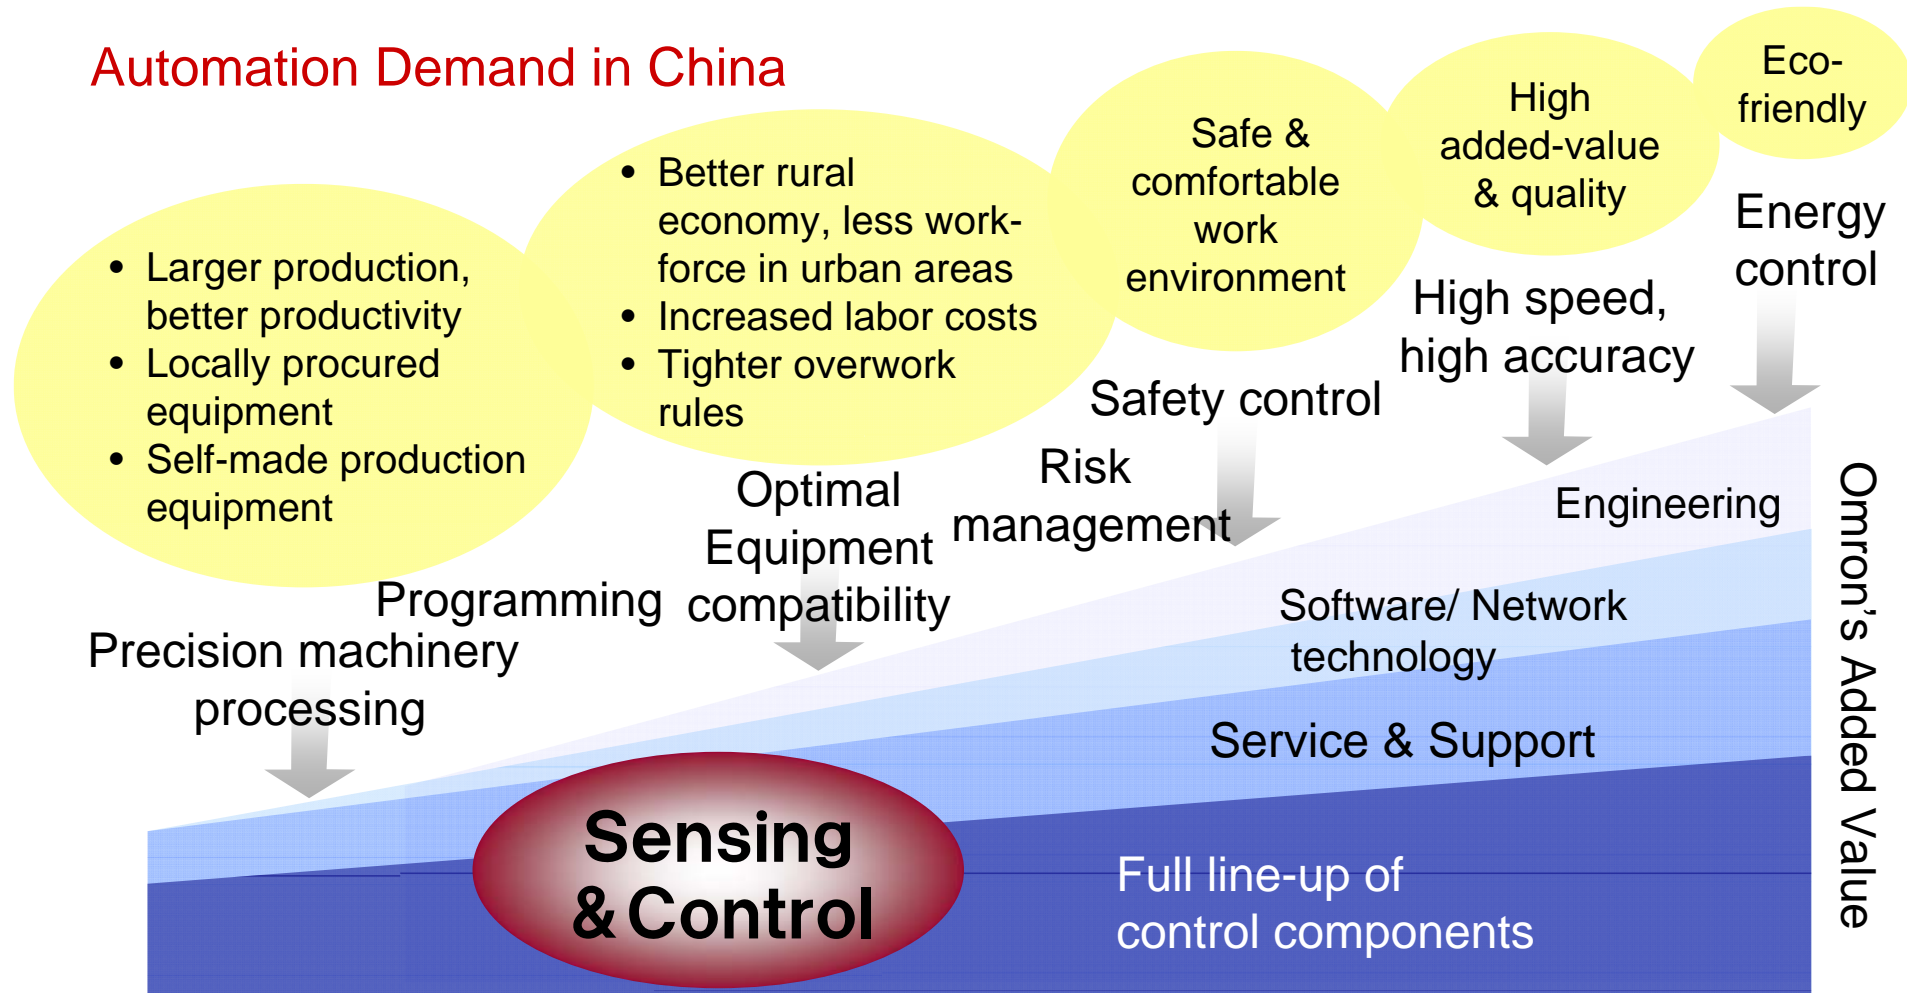 Automation Demand in China
• Larger production,
better productivity
• Locally procured
equipment
• Self-made production
equipment
• Better rural
economy, less work-
force in urban areas
• Increased labor costs
• Tighter overwork
rules
Safe &
comfortable
work
environment
High
added-value
& quality
Eco-
friendly
Precision machinery
processing
Programming
Optimal
Equipment
compatibility
Risk
management
Safety control
High speed,
high accuracy
Energy
control
Engineering
Software/ Network
technology
Service & Support
Full line-up of
control components
Sensing
& Control
Omron's Added Value